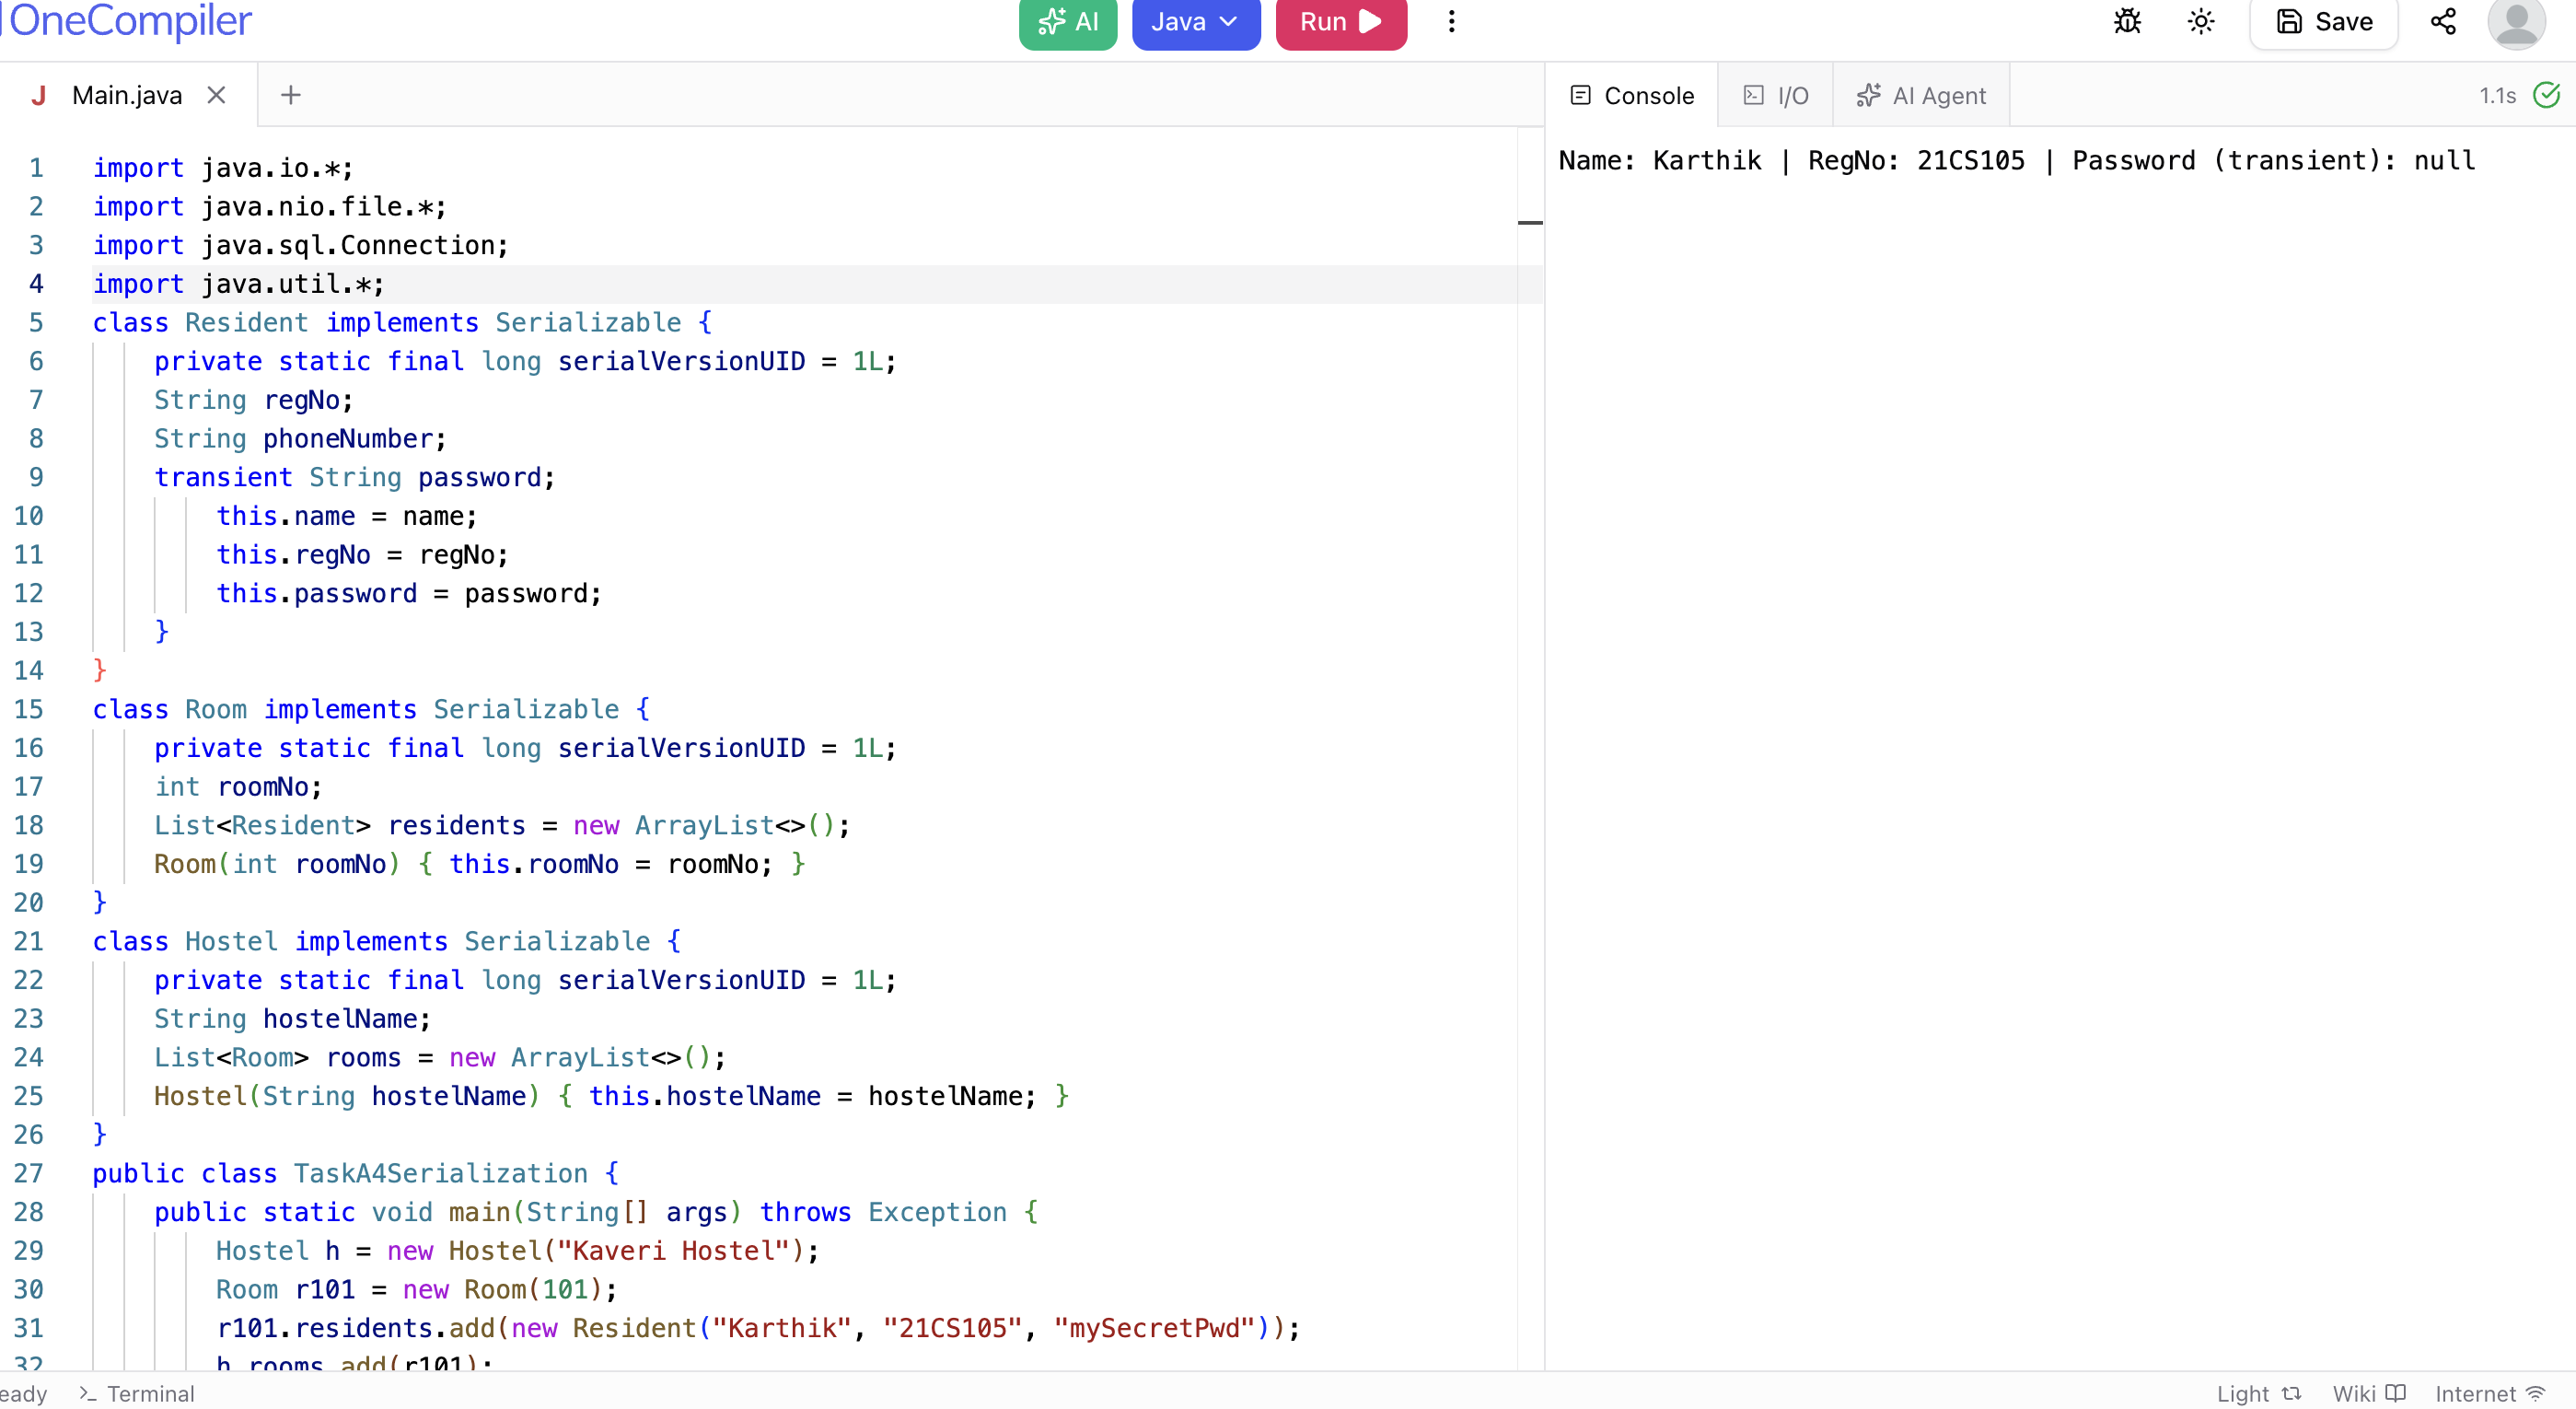 OneCompiler
AI
Java
Run
Save
J Main.java
Console
I/O
AI Agent
1.1s
1 import java.io.*;
2 import java.nio.file.*;
3 import java.sql.Connection;
4 import java.util.*;
5 class Resident implements Serializable {
6     private static final long serialVersionUID = 1L;
7     String regNo;
8     String phoneNumber;
9     transient String password;
10         this.name = name;
11         this.regNo = regNo;
12         this.password = password;
13     }
14 }
15 class Room implements Serializable {
16     private static final long serialVersionUID = 1L;
17     int roomNo;
18     List<Resident> residents = new ArrayList<>();
19     Room(int roomNo) { this.roomNo = roomNo; }
20 }
21 class Hostel implements Serializable {
22     private static final long serialVersionUID = 1L;
23     String hostelName;
24     List<Room> rooms = new ArrayList<>();
25     Hostel(String hostelName) { this.hostelName = hostelName; }
26 }
27 public class TaskA4Serialization {
28     public static void main(String[] args) throws Exception {
29         Hostel h = new Hostel("Kaveri Hostel");
30         Room r101 = new Room(101);
31         r101.residents.add(new Resident("Karthik", "21CS105", "mySecretPwd"));
32         h.rooms.add(r101);
Name: Karthik | RegNo: 21CS105 | Password (transient): null
eady
Terminal
Light
Wiki
Internet